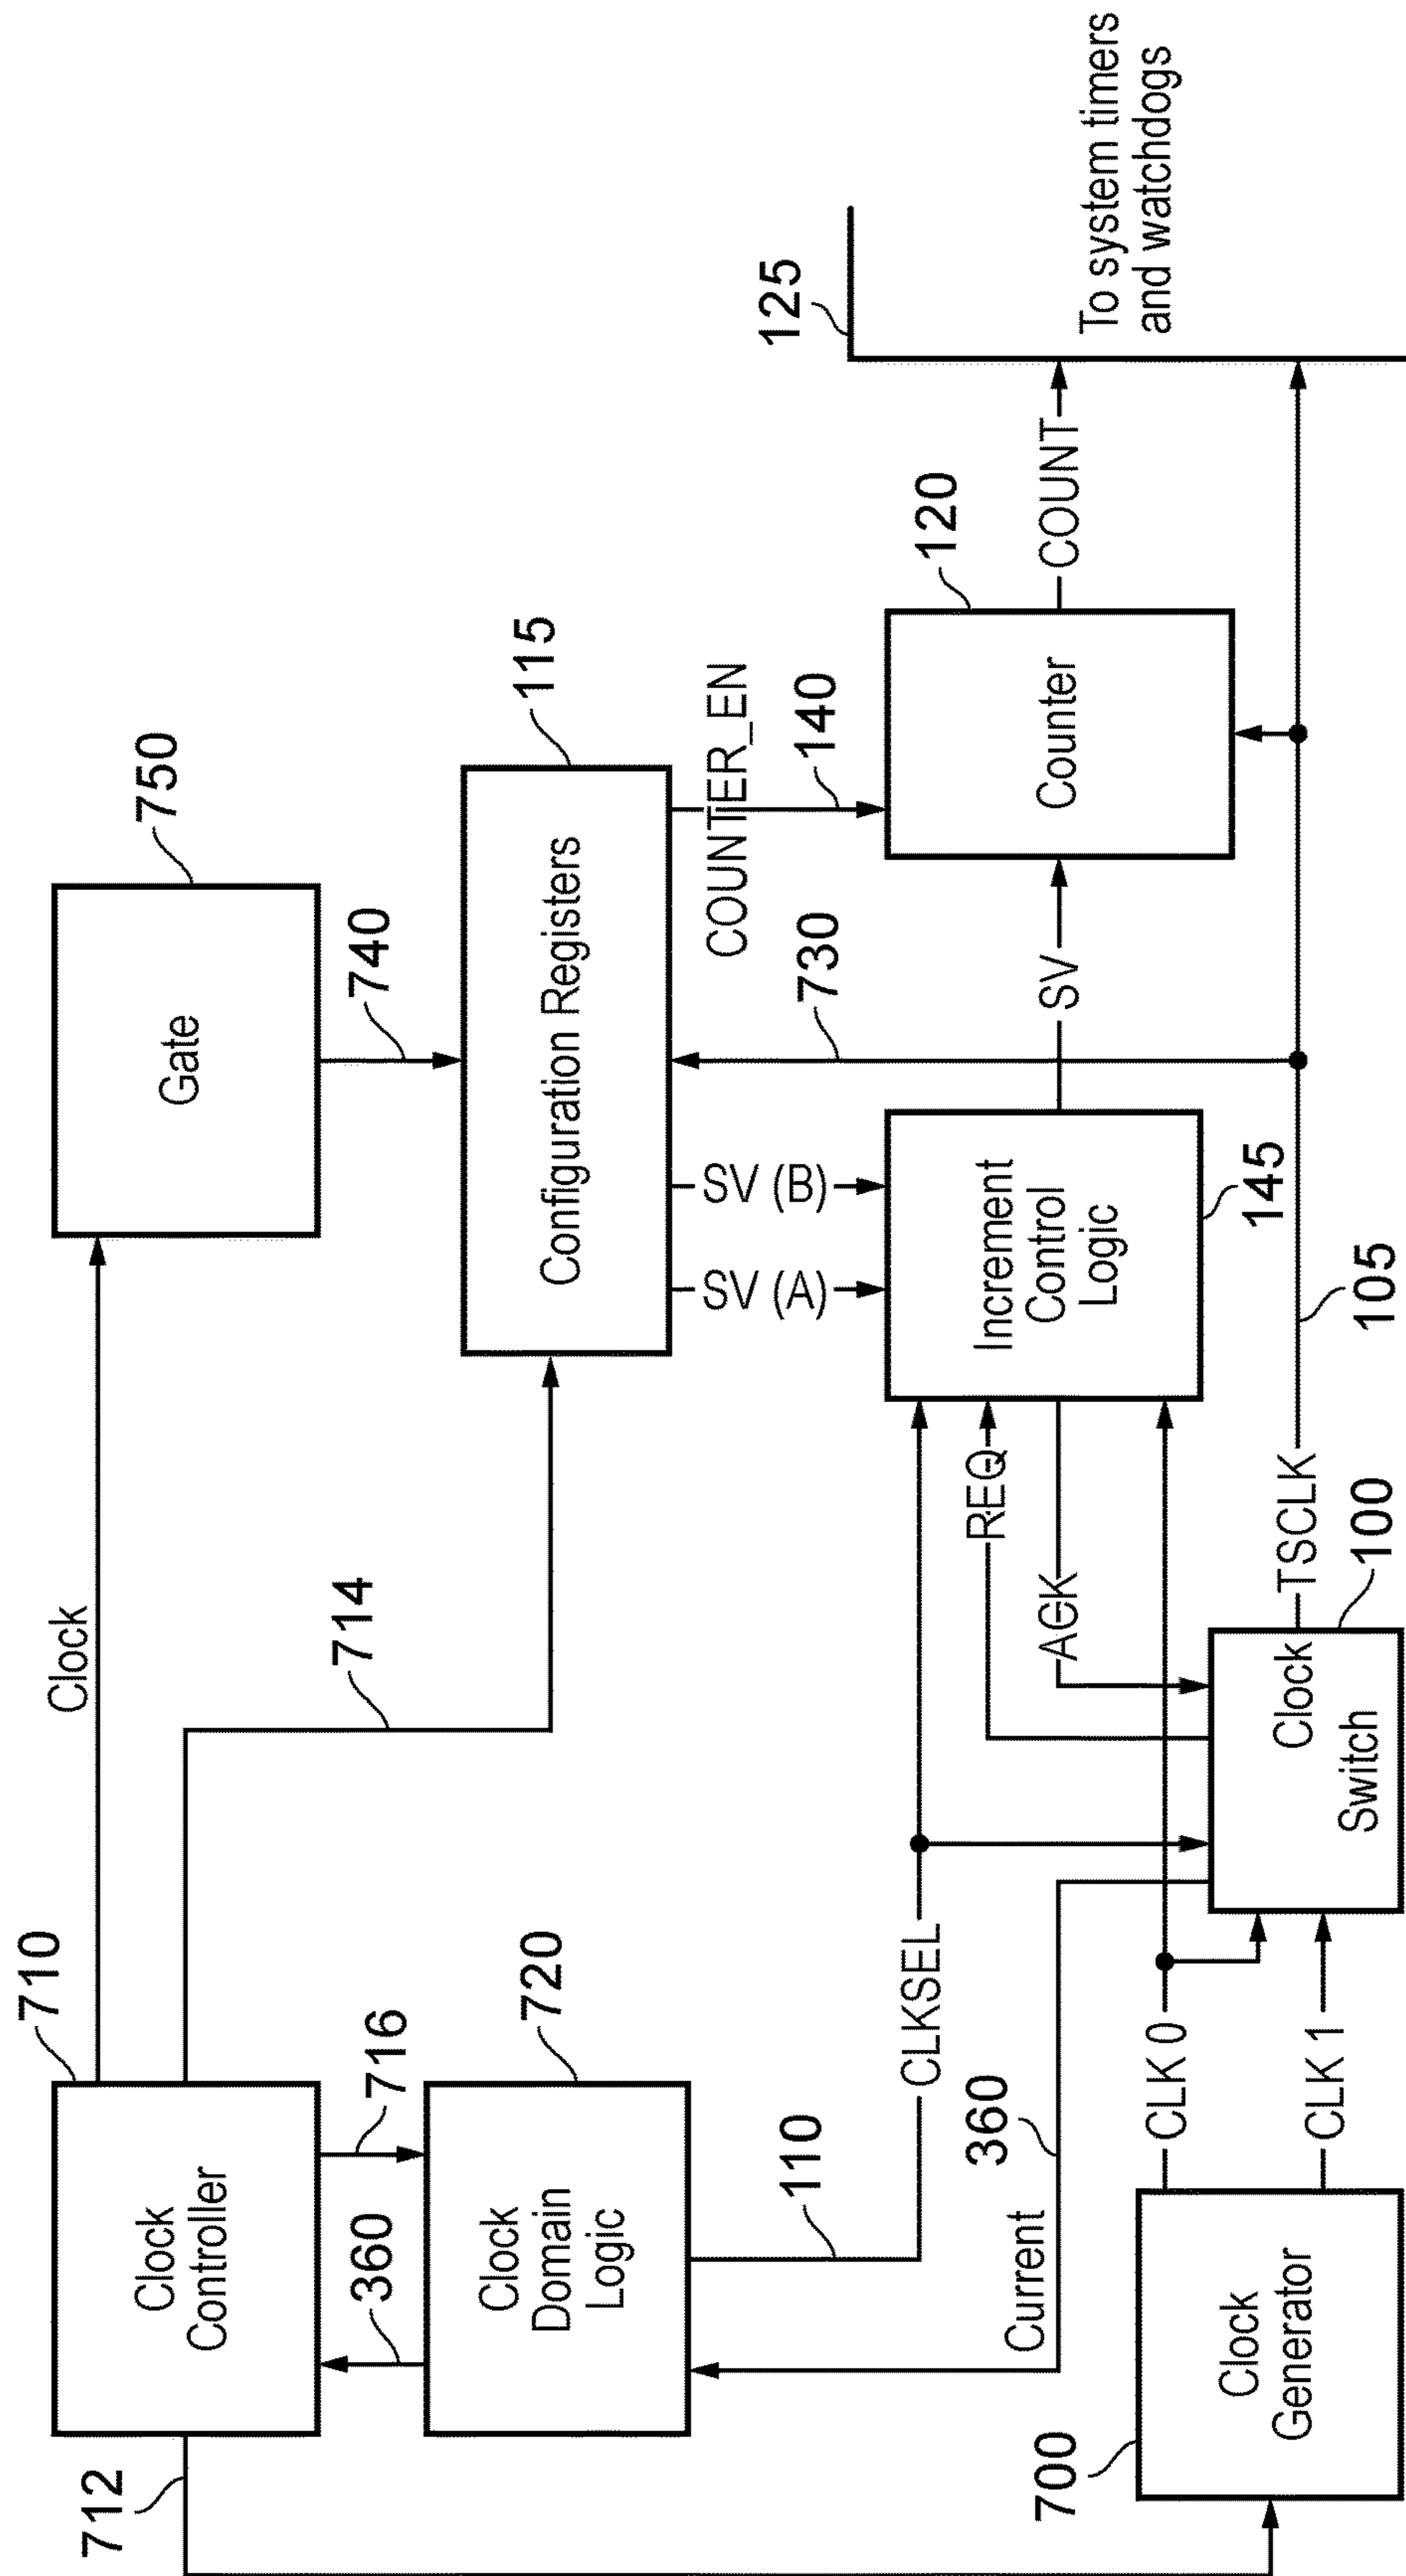 712
710
Clock
750
Clock
Controller
714
Gate
740
360
716
720
Clock
Domain
Logic
115
Configuration Registers
110
SV (A)
SV (B)
730
COUNTER_EN
140
CLKSEL
REQ
Increment
Control
Logic
120
125
Current
360
ACK
SV
Counter
COUNT
To system timers
and watchdogs
700
CLK 0
145
Clock
Generator
CLK 1
Clock
Switch
TSCLK
100
105